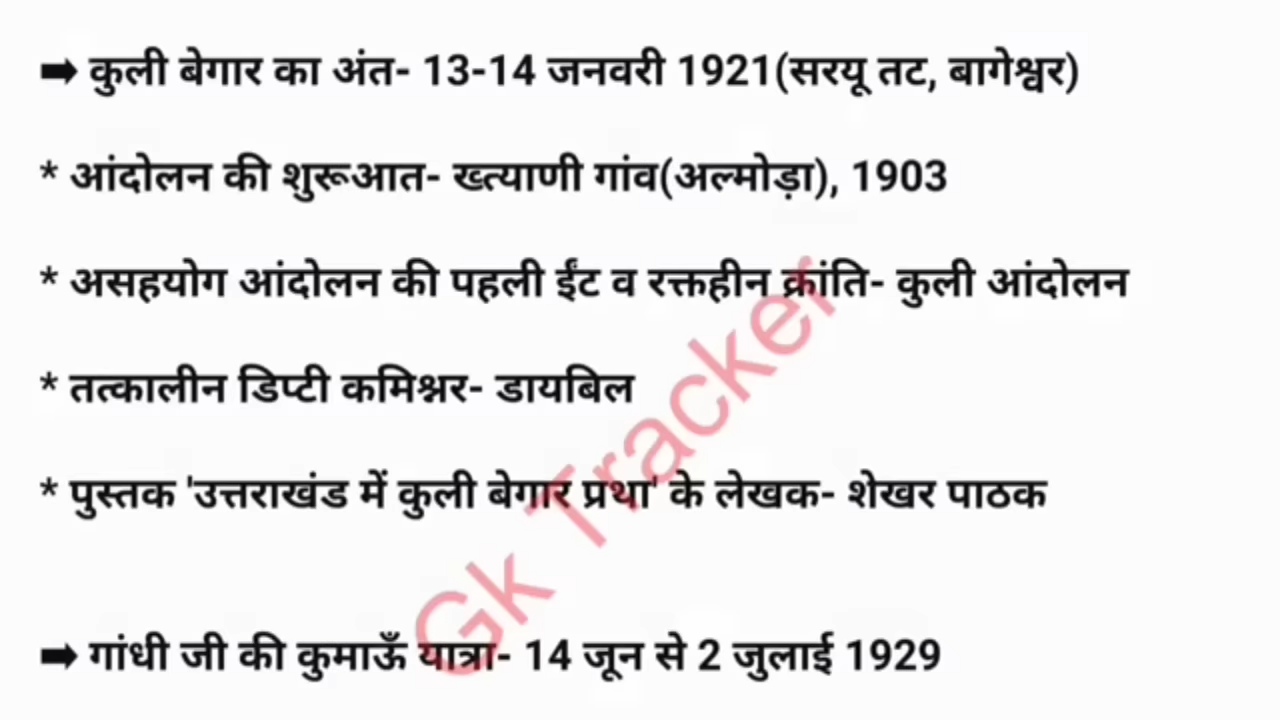 ➡ कुली बेगार का अंत- 13-14 जनवरी 1921(सरयू तट, बागेश्वर)
* आंदोलन की शुरूआत- ख्त्याणी गांव(अल्मोड़ा), 1903
* असहयोग आंदोलन की पहली ईंट व रक्तहीन क्रांति- कुली आंदोलन
* तत्कालीन डिप्टी कमिश्नर- डायबिल
* पुस्तक 'उत्तराखंड में कुली बेगार प्रथा' के लेखक- शेखर पाठक
➡ गांधी जी की कुमाऊँ यात्रा- 14 जून से 2 जुलाई 1929
Gk Tracker